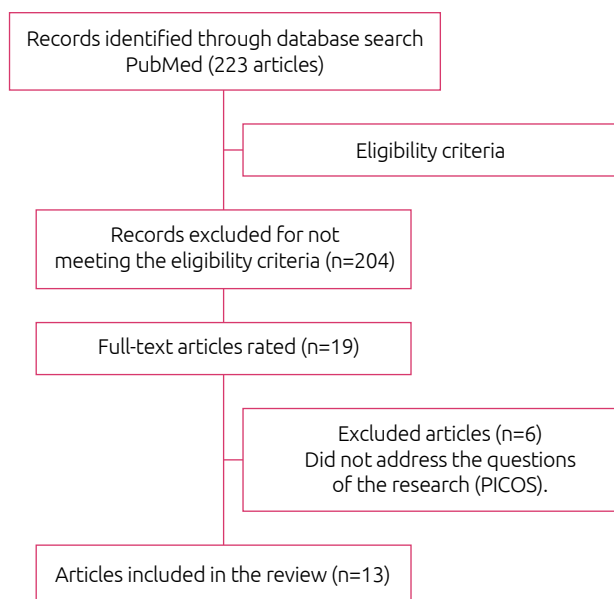 Records identified through database search
PubMed (223 articles)
Eligibility criteria
Records excluded for not
meeting the eligibility criteria (n=204)
Full-text articles rated (n=19)
Excluded articles (n=6)
Did not address the questions
of the research (PICOS).
Articles included in the review (n=13)